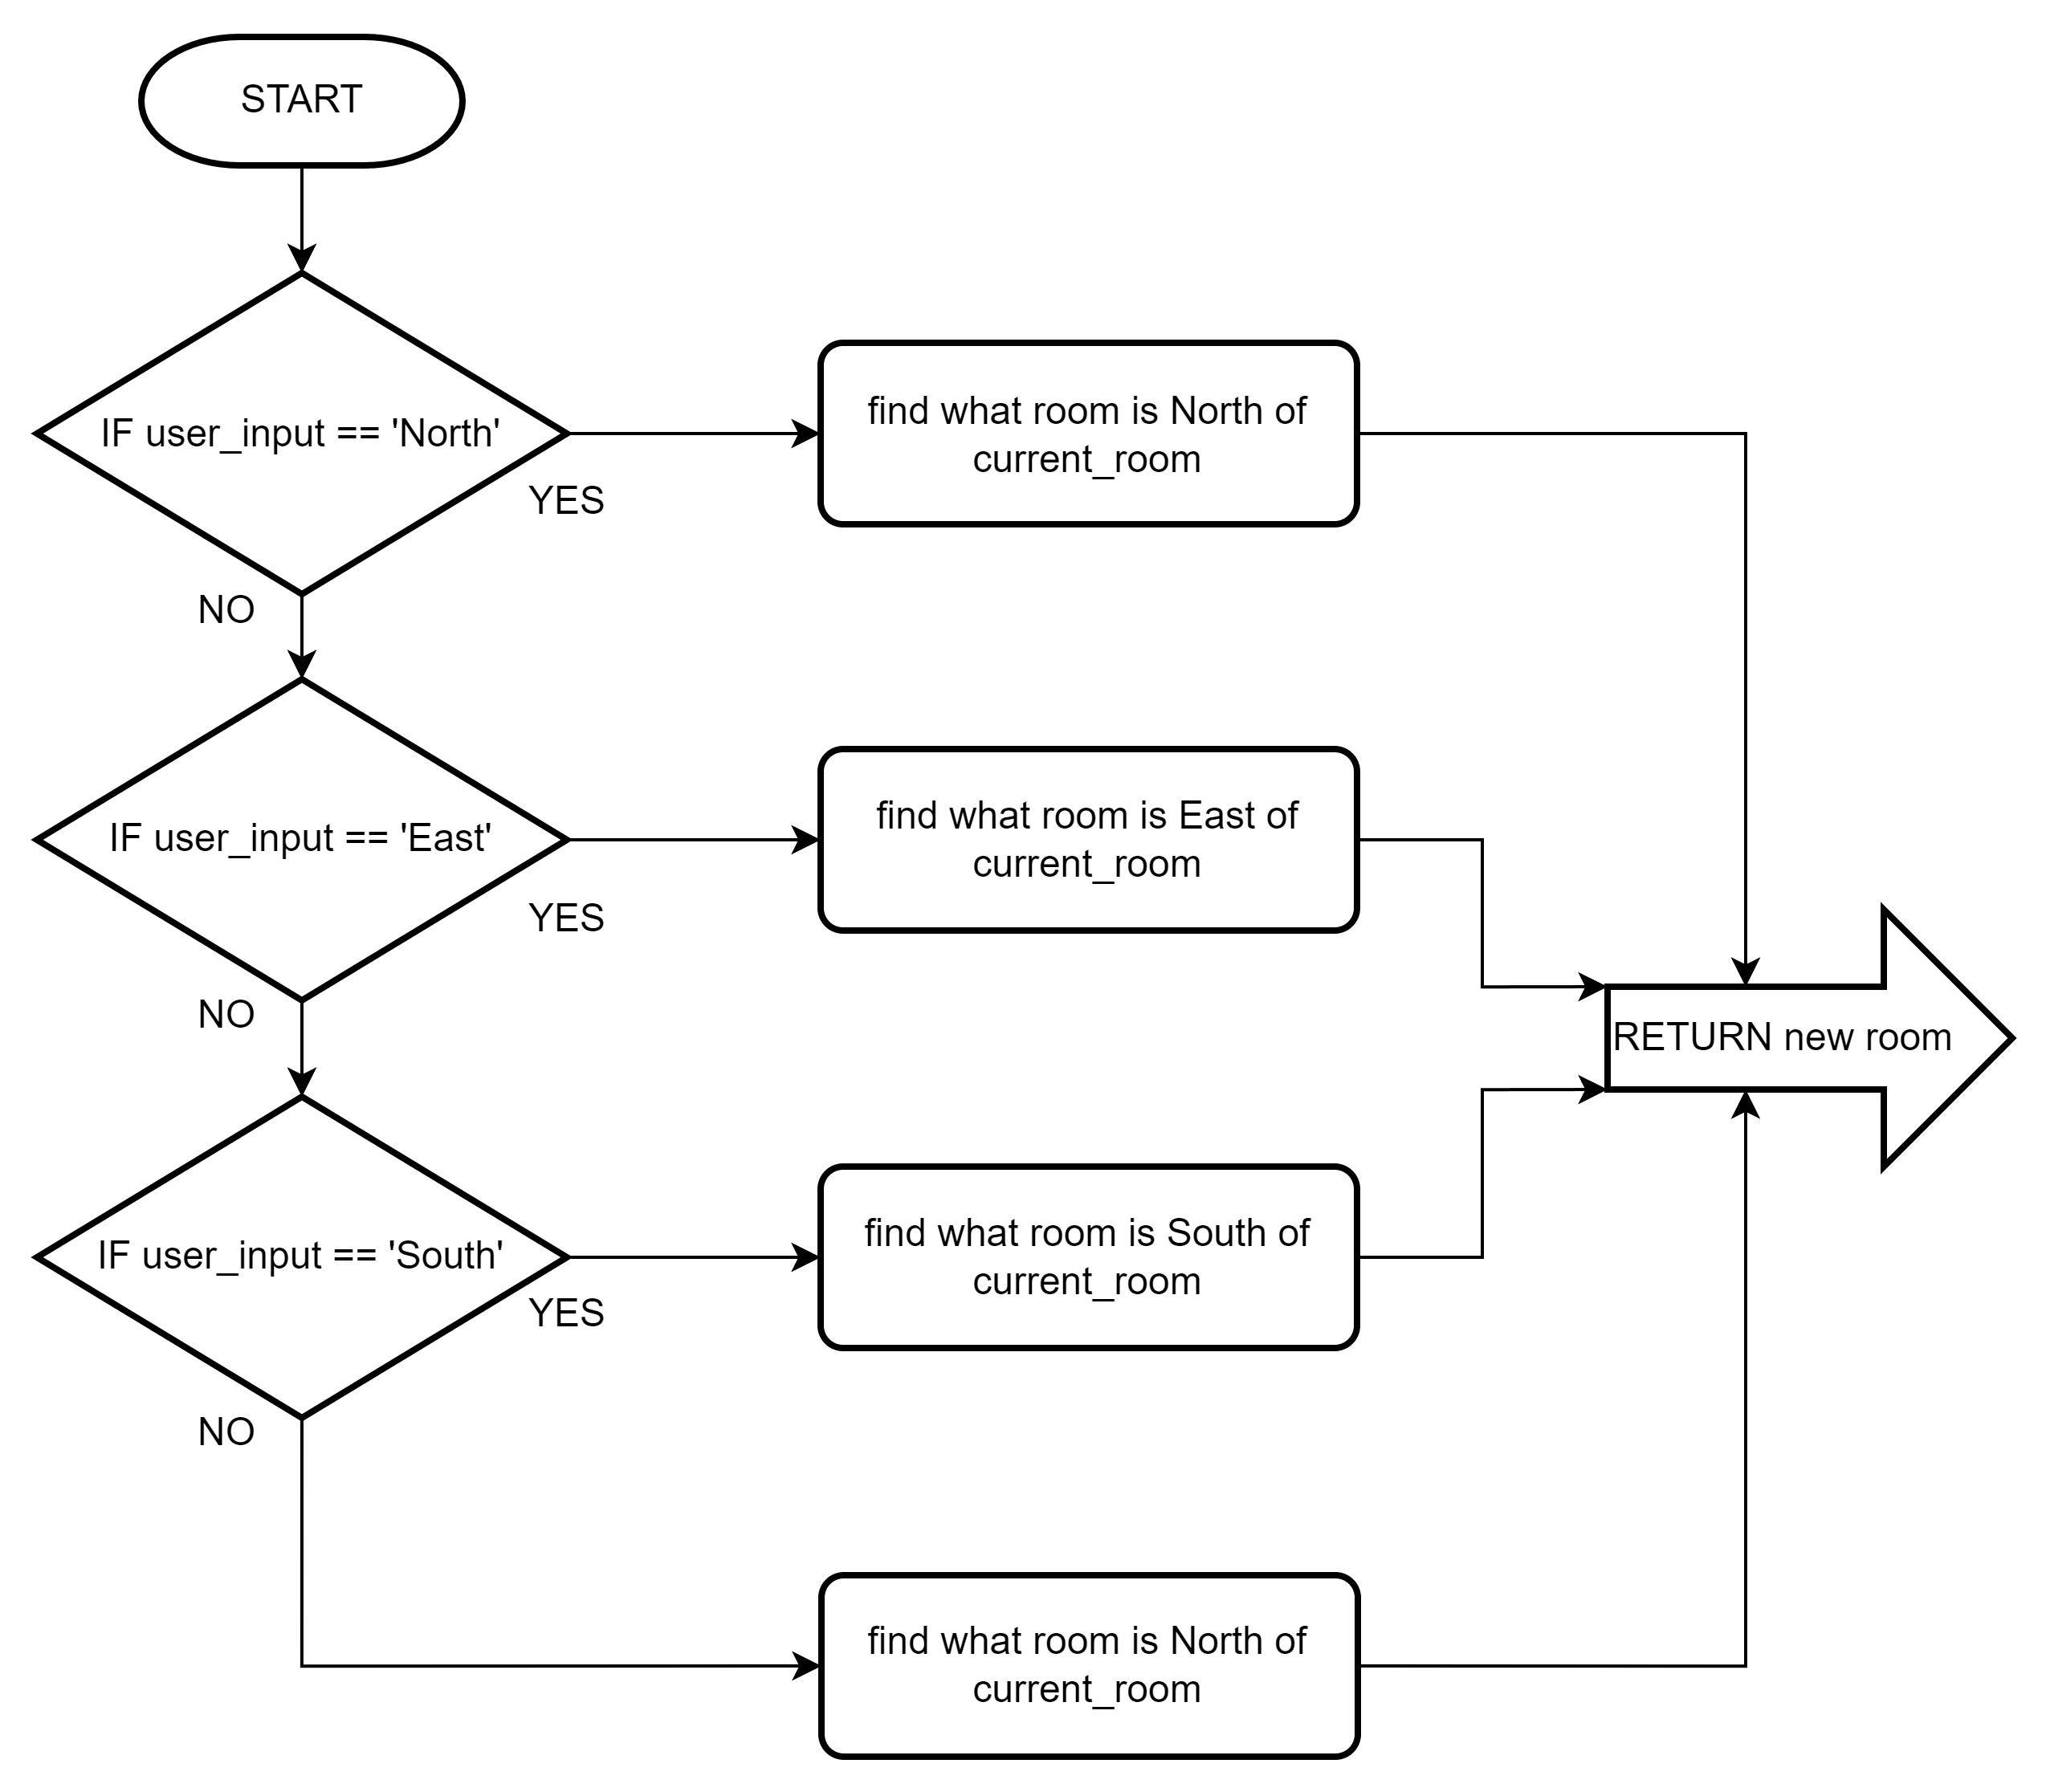 START
IF user_input == 'North'
YES
find what room is North of
current_room
NO
IF user_input == 'East'
YES
find what room is East of
current_room
NO
RETURN new room
IF user_input == 'South'
YES
find what room is South of
current_room
NO
find what room is North of
current_room